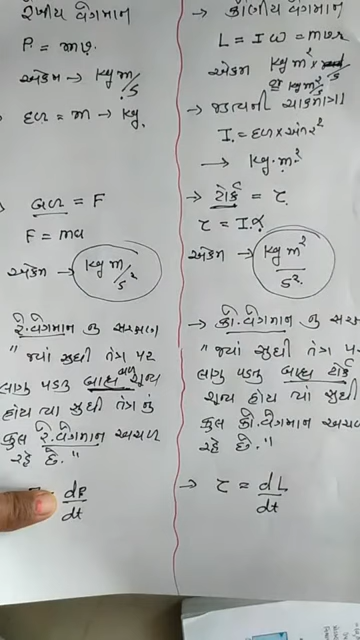 રેખીય વેગમાન
P = mv
એકમ → kg m/s
દળ = m → kg.
બળ = F
F = ma
એકમ → kg m/s²
રે.વેગમાન નુ સંરક્ષણ
" જ્યાં સુધી તંત્ર પર
લાગુ પડતુ બાહ્ય બળ શૂન્ય
હોય ત્યાં સુધી તંત્ર નું
કુલ રે.વેગમાન અચળ
રહે છે. "
dP/dt
→ કોણીય વેગમાન
L = I ω = mvr
એકમ kg m² /s
→ જડત્વની ચાકમાત્રા
I = દળ × અંતર²
→ kg·m²
→ ટોર્ક = τ
τ = I.α
એકમ → kg m²/s²
→ કો.વેગમાન નુ
" જ્યાં સુધી તંત્ર પર
લાગુ પડતુ બાહ્ય ટોર્ક
શૂન્ય હોય ત્યાં સુધી
કુલ કો.વેગમાન અચળ
રહે છે. "
→ τ = dL/dt